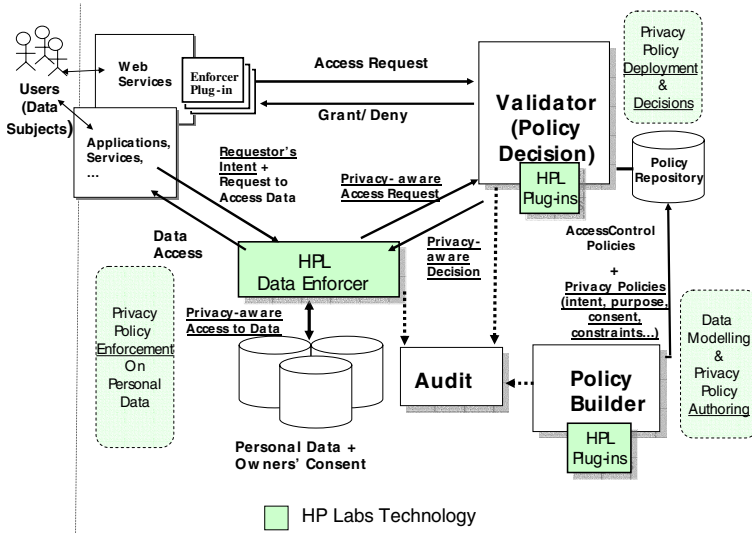 Users
(Data
Subjects)
Web
Services
Enforcer
Plug-in
Applications,
Services,
...
Access Request
Grant/ Deny
Validator
(Policy
Decision)
HPL
Plug-ins
Privacy
Policy
Deployment
&
Decisions
Policy
Repository
Requestor's
Intent +
Request to
Access Data
Privacy- aware
Access Request
Data
Access
HPL
Data Enforcer
Privacy-
aware
Decision
AccessControl
Policies
+
Privacy Policies
(intent, purpose,
consent,
constraints...)
Privacy
Policy
Enforcement
On
Personal
Data
Privacy-aware
Access to Data
Personal Data +
Owners' Consent
Audit
Policy
Builder
HPL
Plug-ins
Data
Modelling
&
Privacy
Policy
Authoring
HP Labs Technology